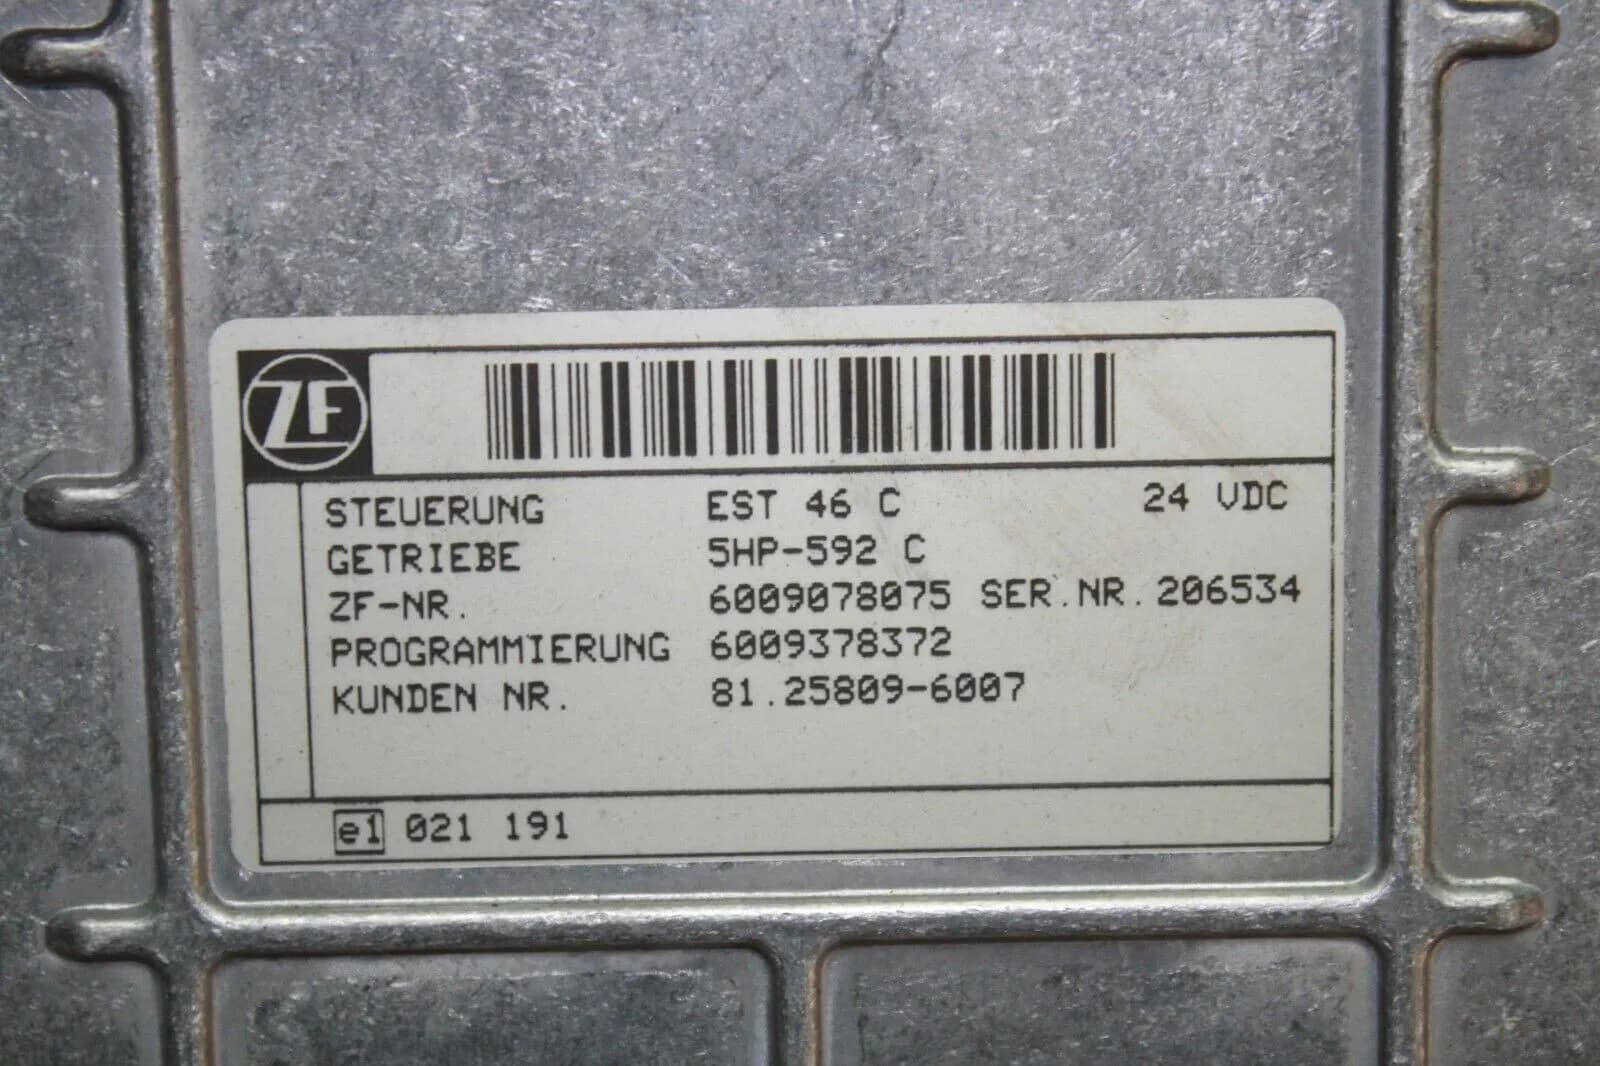 ZF
STEUERUNG EST 46 C 24 VDC
GETRIEBE 5HP-592 C
ZF-NR. 6009078075 SER.NR. 206534
PROGRAMMIERUNG 6009378372
KUNDEN NR. 81.25809-6007
e1 021 191